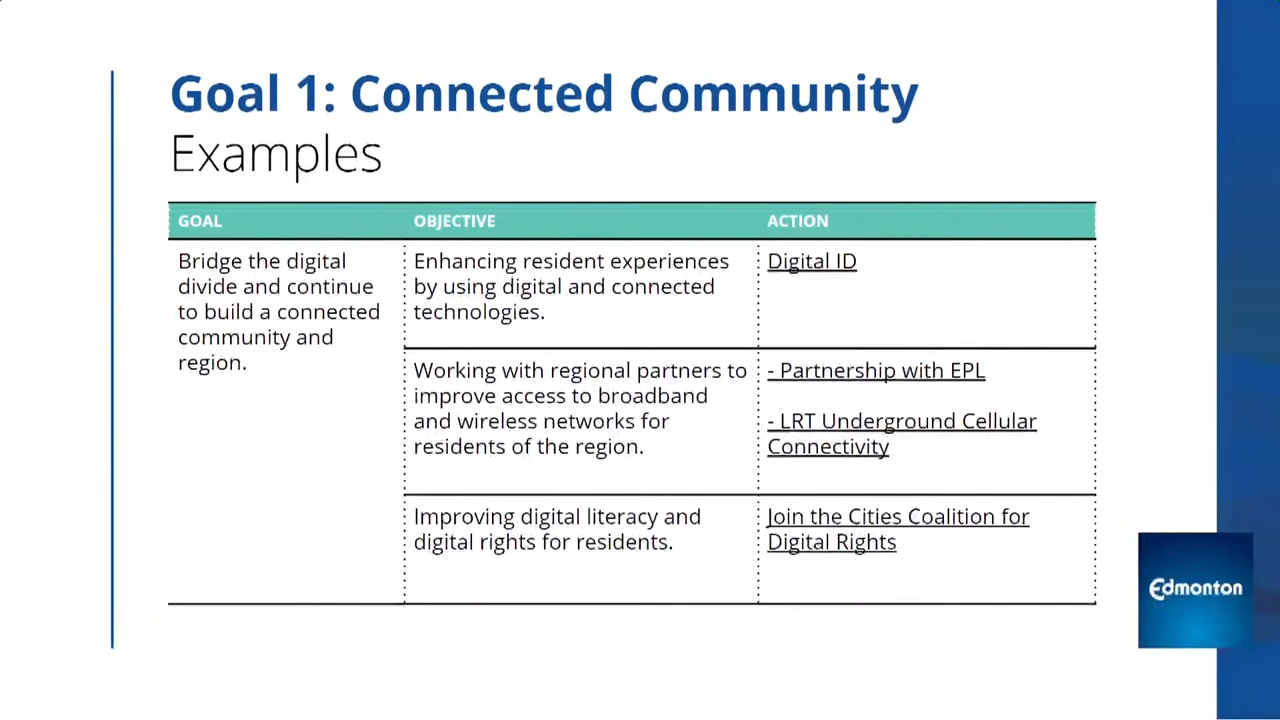 Goal 1: Connected Community
Examples
GOAL
OBJECTIVE
ACTION
Bridge the digital
divide and continue
to build a connected
community and
region.
Enhancing resident experiences
by using digital and connected
technologies.
Digital ID
Working with regional partners to
improve access to broadband
and wireless networks for
residents of the region.
- Partnership with EPL
- LRT Underground Cellular
Connectivity
Improving digital literacy and
digital rights for residents.
Join the Cities Coalition for
Digital Rights
Edmonton